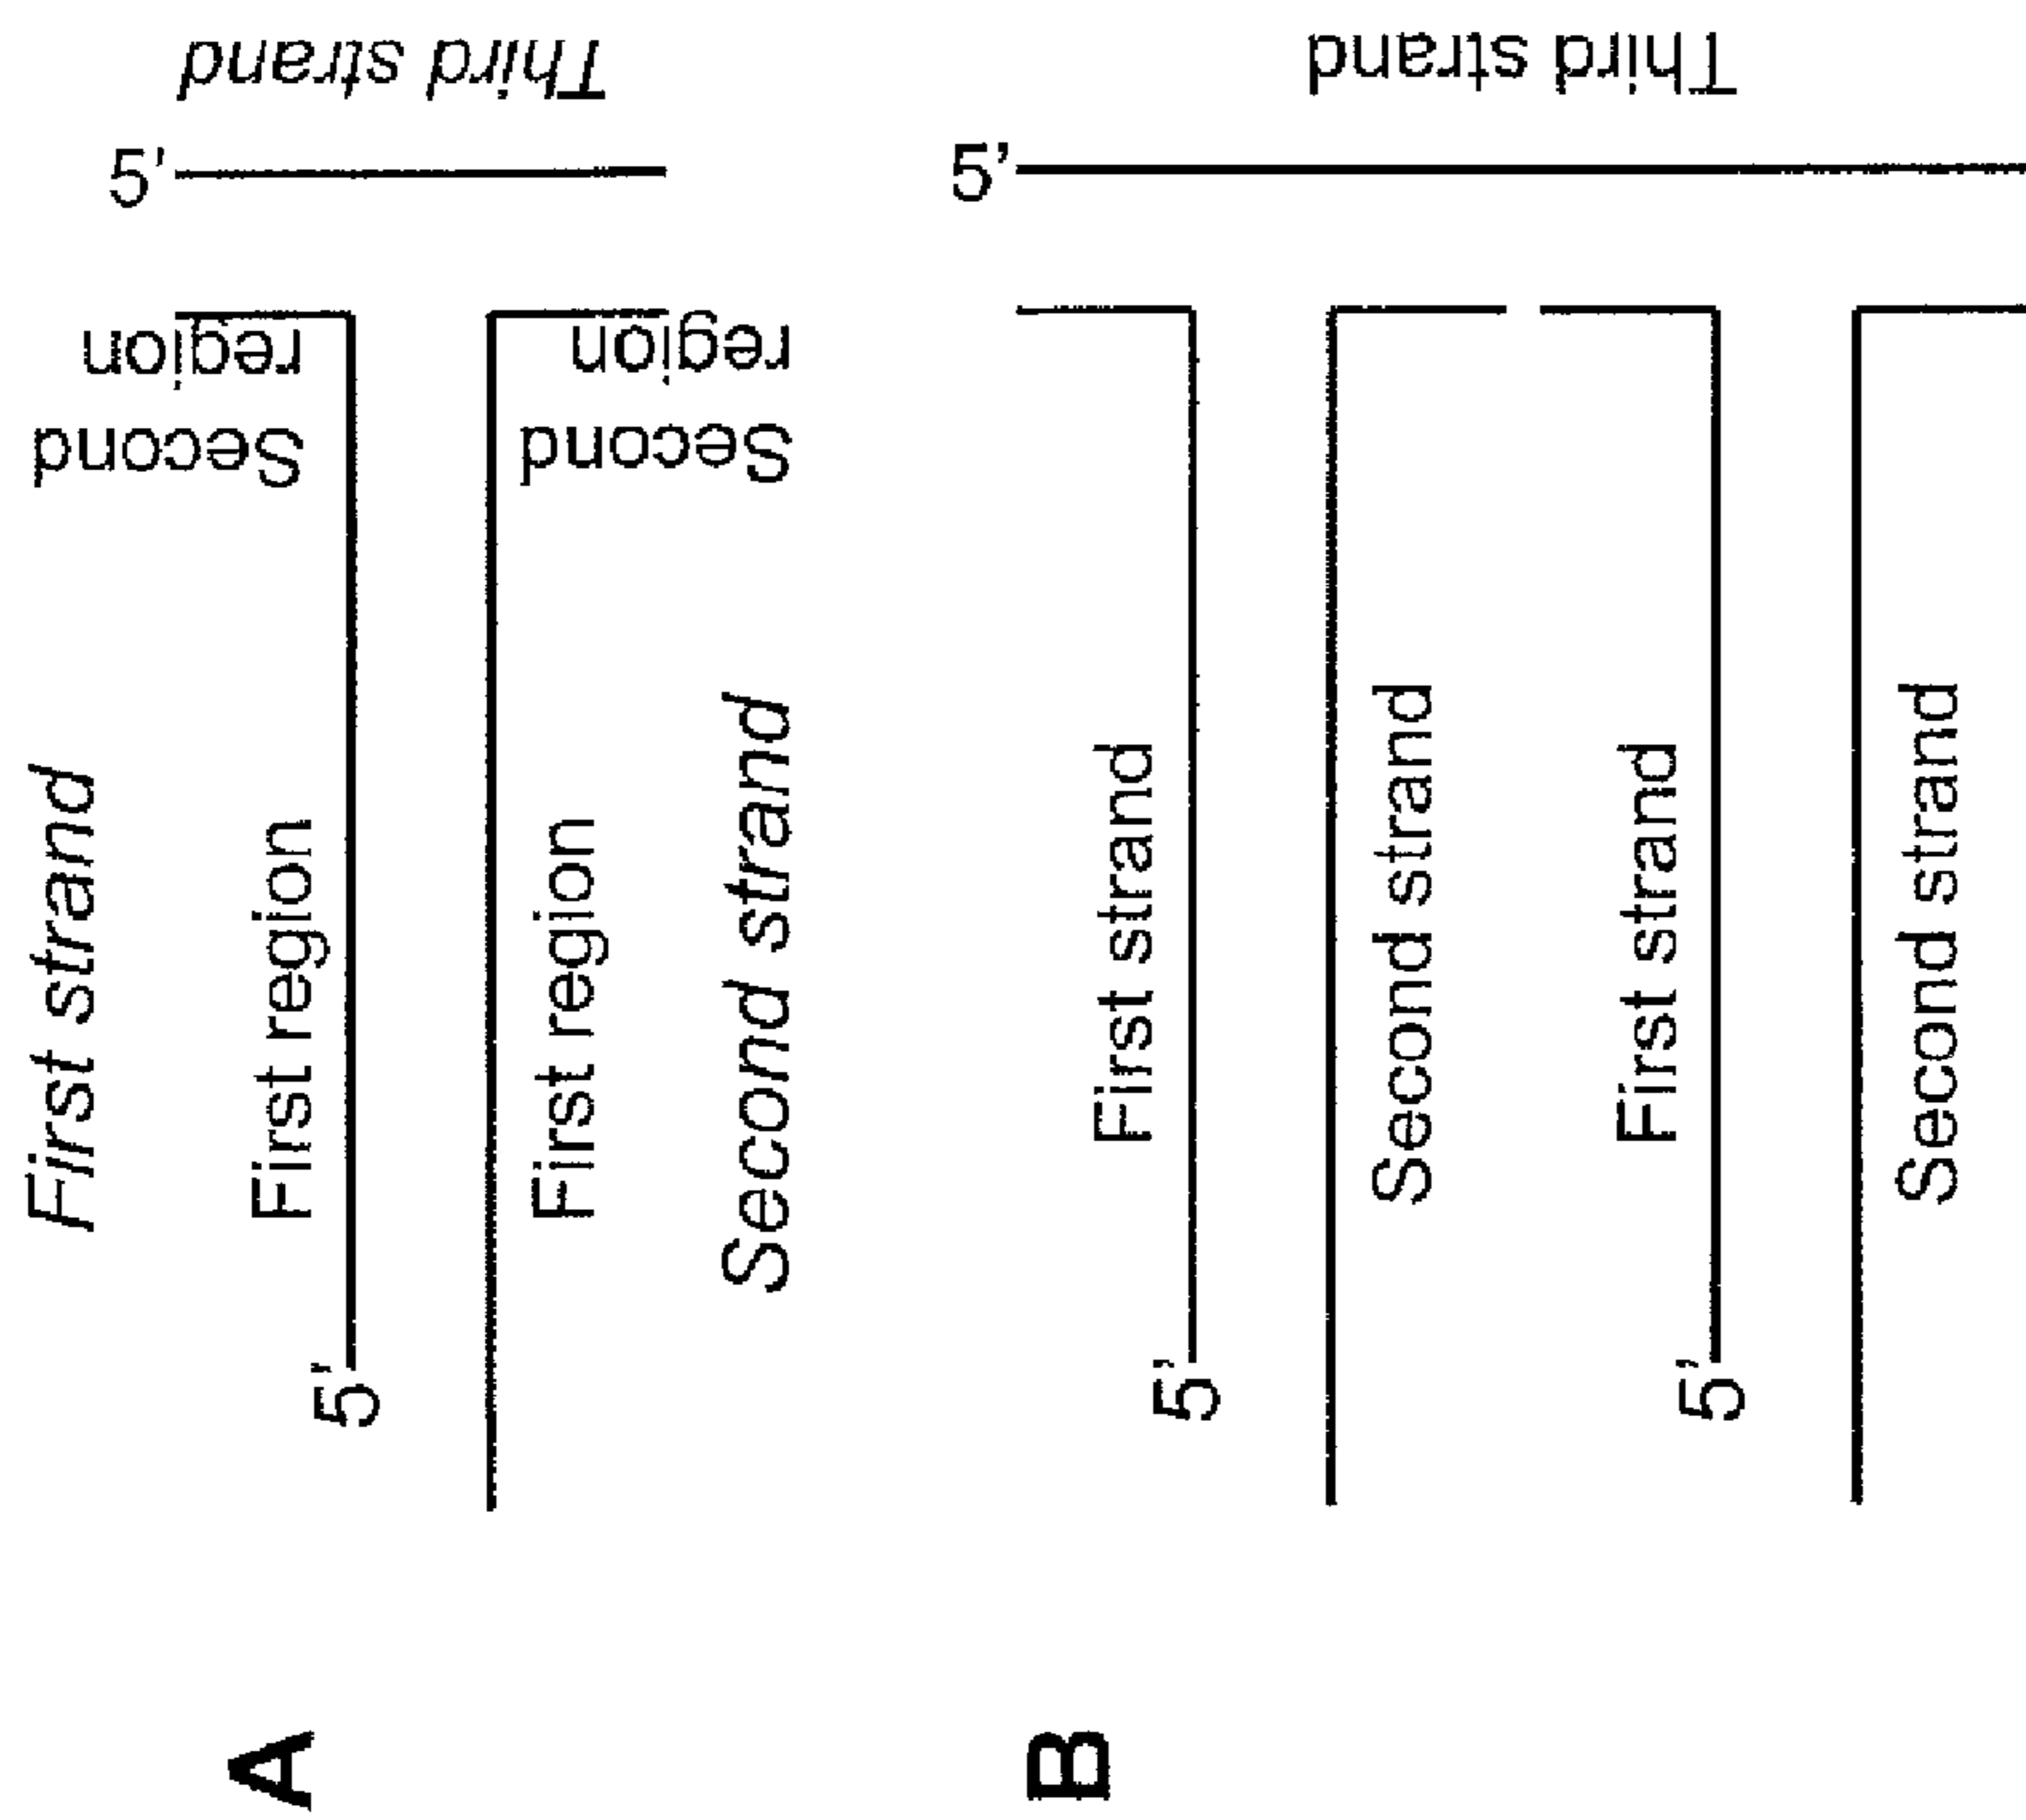 A
First strand
First region
5'
Second
region
First region
Second strand
Second
region
5'
Third strand
B
First strand
5'
Second strand
First strand
5'
Second strand
5'
Third strand